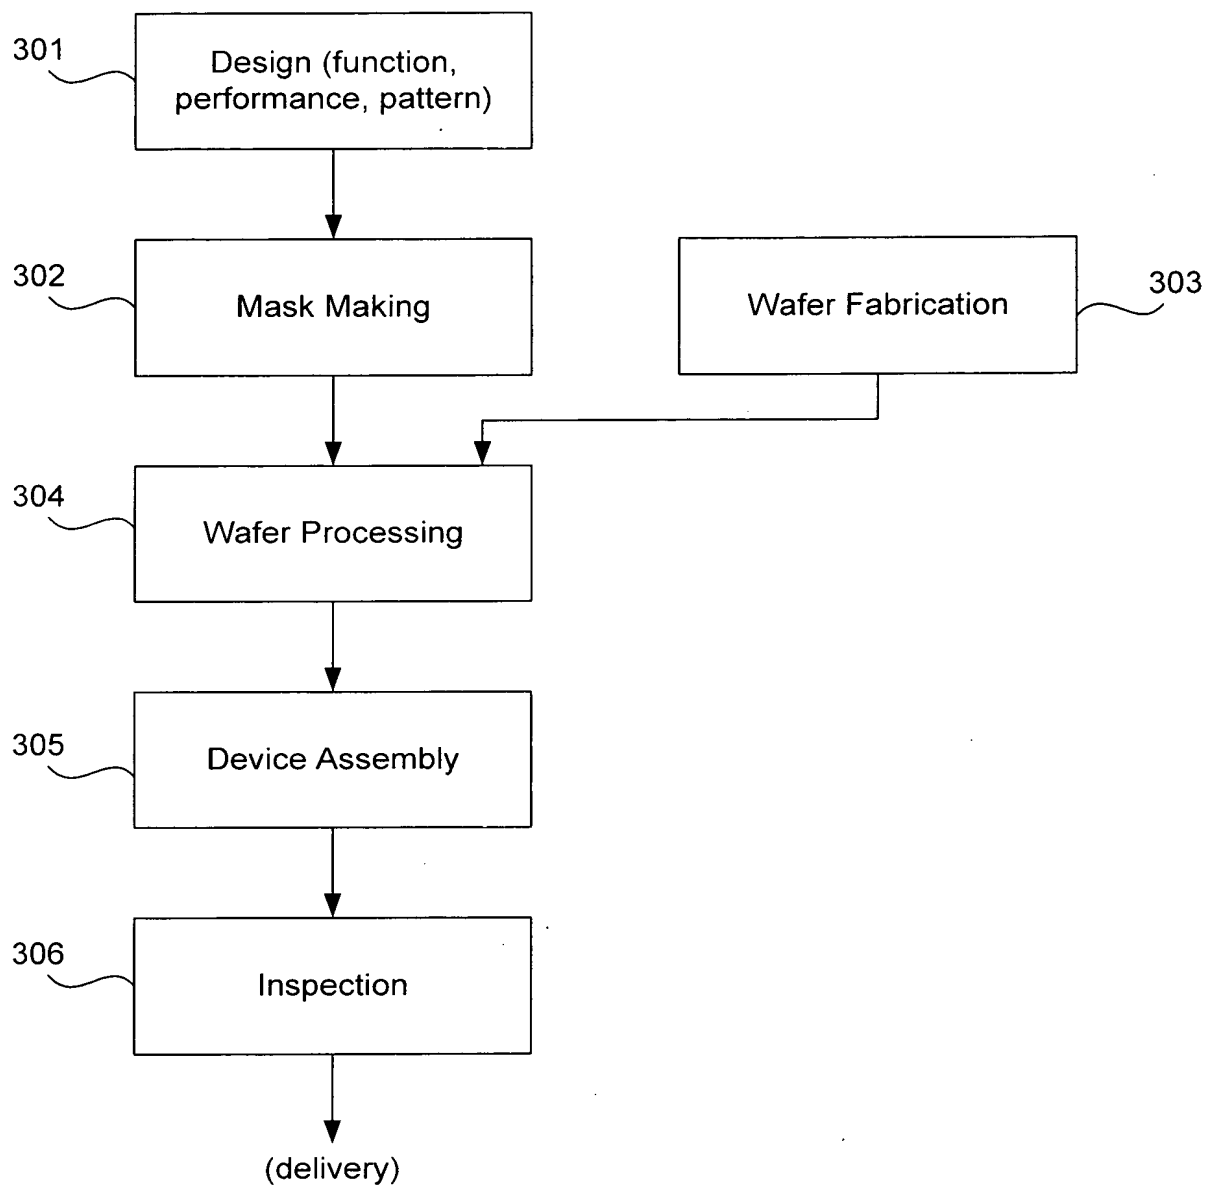 301
Design (function,
performance, pattern)
302
Mask Making
Wafer Fabrication
303
304
Wafer Processing
305
Device Assembly
306
Inspection
(delivery)